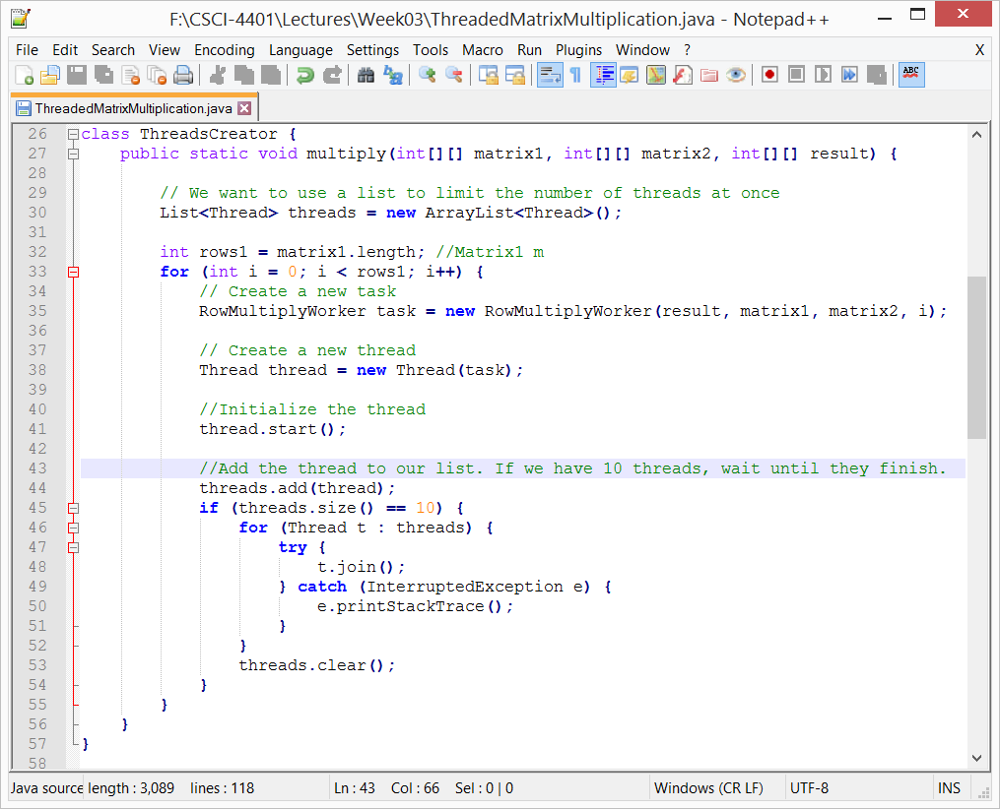 F:\CSCI-4401\Lectures\Week03\ThreadedMatrixMultiplication.java - Notepad++
File Edit Search View Encoding Language Settings Tools Macro Run Plugins Window ? X
ABC
ThreadedMatrixMultiplication.java
26 class ThreadsCreator {
27     public static void multiply(int[][] matrix1, int[][] matrix2, int[][] result) {
28
29         // We want to use a list to limit the number of threads at once
30         List<Thread> threads = new ArrayList<Thread>();
31
32         int rows1 = matrix1.length; //Matrix1 m
33         for (int i = 0; i < rows1; i++) {
34             // Create a new task
35             RowMultiplyWorker task = new RowMultiplyWorker(result, matrix1, matrix2, i);
36
37             // Create a new thread
38             Thread thread = new Thread(task);
39
40             //Initialize the thread
41             thread.start();
42
43             //Add the thread to our list. If we have 10 threads, wait until they finish.
44             threads.add(thread);
45             if (threads.size() == 10) {
46                 for (Thread t : threads) {
47                     try {
48                         t.join();
49                     } catch (InterruptedException e) {
50                         e.printStackTrace();
51                     }
52                 }
53                 threads.clear();
54             }
55         }
56     }
57 }
58
Java source length : 3,089 lines : 118 Ln : 43 Col : 66 Sel : 0 | 0 Windows (CR LF) UTF-8 INS